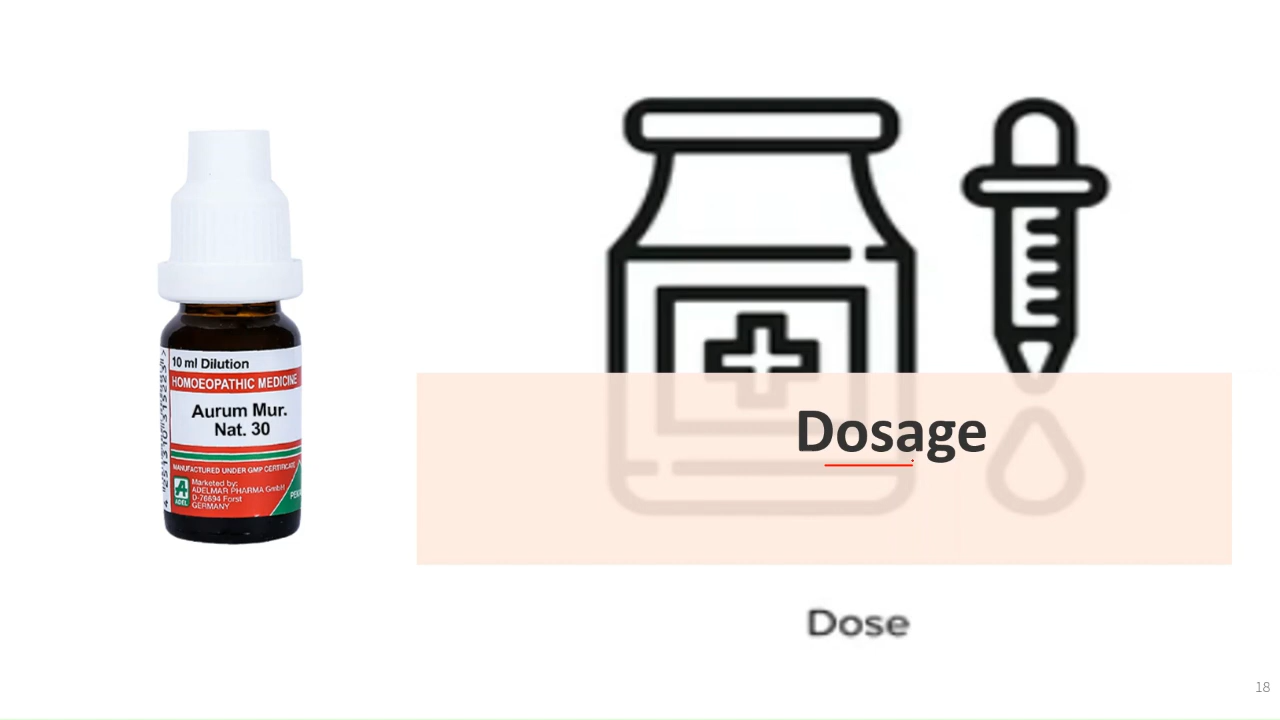 10 ml Dilution
HOMOEOPATHIC MEDICINE
Aurum Mur.
Nat. 30
MANUFACTURED UNDER GMP CERTIFICATE
Marketed by:
ADELMAR PHARMA GmbH
D-76694 Forst
GERMANY
ADEL
Dosage
Dose
18